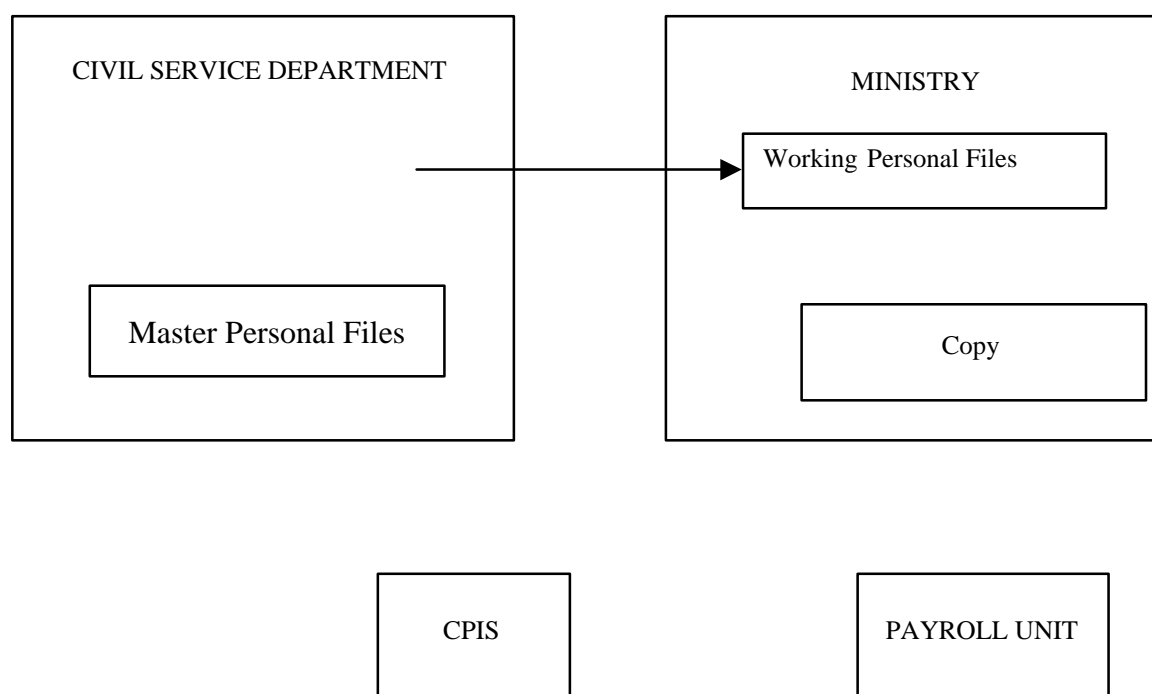 CIVIL SERVICE DEPARTMENT
MINISTRY
Working Personal Files
Master Personal Files
Copy
CPIS
PAYROLL UNIT